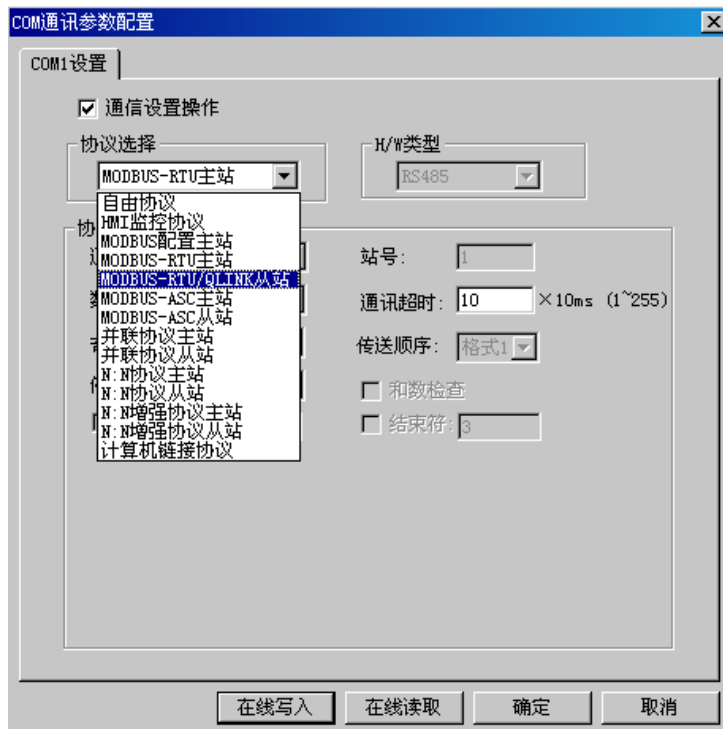 COM通讯参数配置
COM1设置
通信设置操作
协议选择
H/W类型
MODBUS-RTU主站
RS485
自由协议
HMI监控协议
MODBUS配置主站
MODBUS-RTU主站
MODBUS-RTU/QLINK从站
MODBUS-ASC主站
MODBUS-ASC从站
并联协议主站
并联协议从站
N:N协议主站
N:N协议从站
N:N增强协议主站
N:N增强协议从站
计算机链接协议
协
站号: 1
通讯超时: 10 ×10ms (1~255)
传送顺序: 格式1
和数检查
结束符: 3
在线写入 在线读取 确定 取消